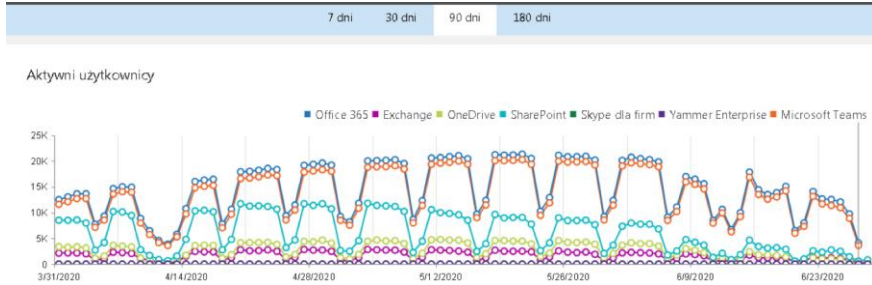 7 dni 30 dni 90 dni 180 dni
Aktywni użytkownicy
Office 365 Exchange OneDrive SharePoint Skype dla firm Yammer Enterprise Microsoft Teams
25K
20K
15K
10K
5K
0
3/31/2020 4/14/2020 4/28/2020 5/12/2020 5/26/2020 6/9/2020 6/23/2020